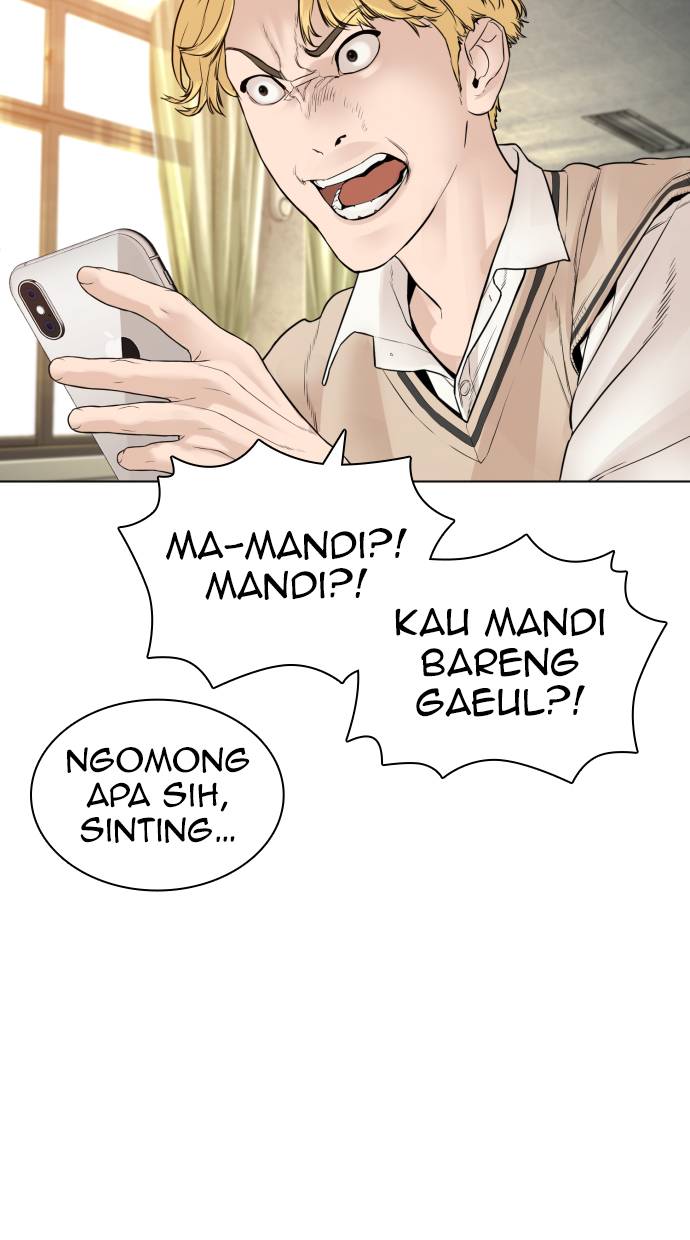 MA-MANDI?!
MANDI?!
KAU MANDI
BARENG
GAEUL?!
NGOMONG
APA SIH,
SINTING...